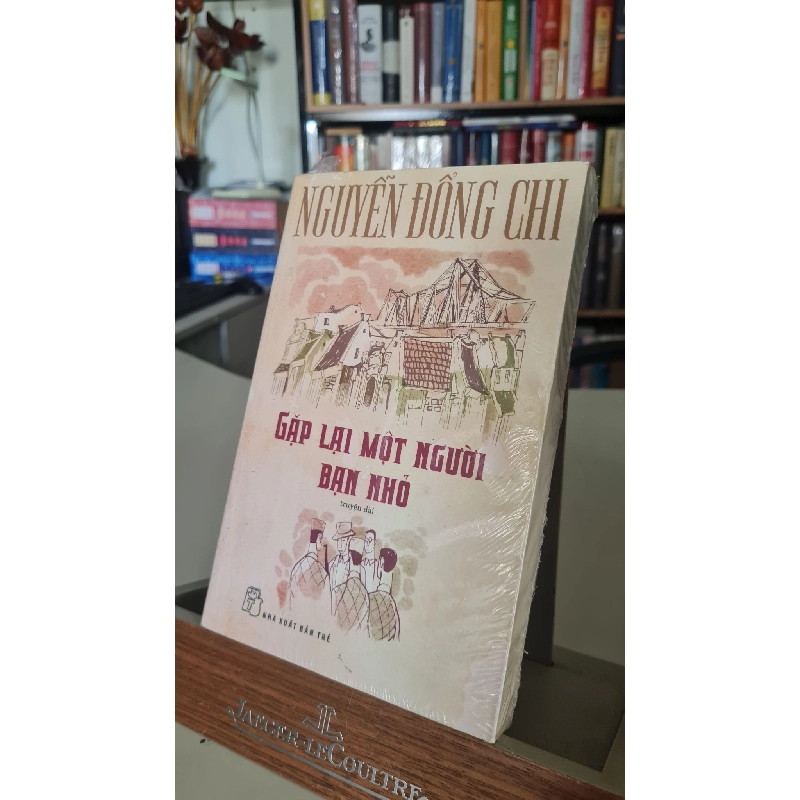 NGUYỄN ĐỔNG CHI
GẶP LẠI MỘT NGƯỜI
BẠN NHỎ
truyện dài
NHÀ XUẤT BẢN TRẺ
JAEGER-LECOULTRE